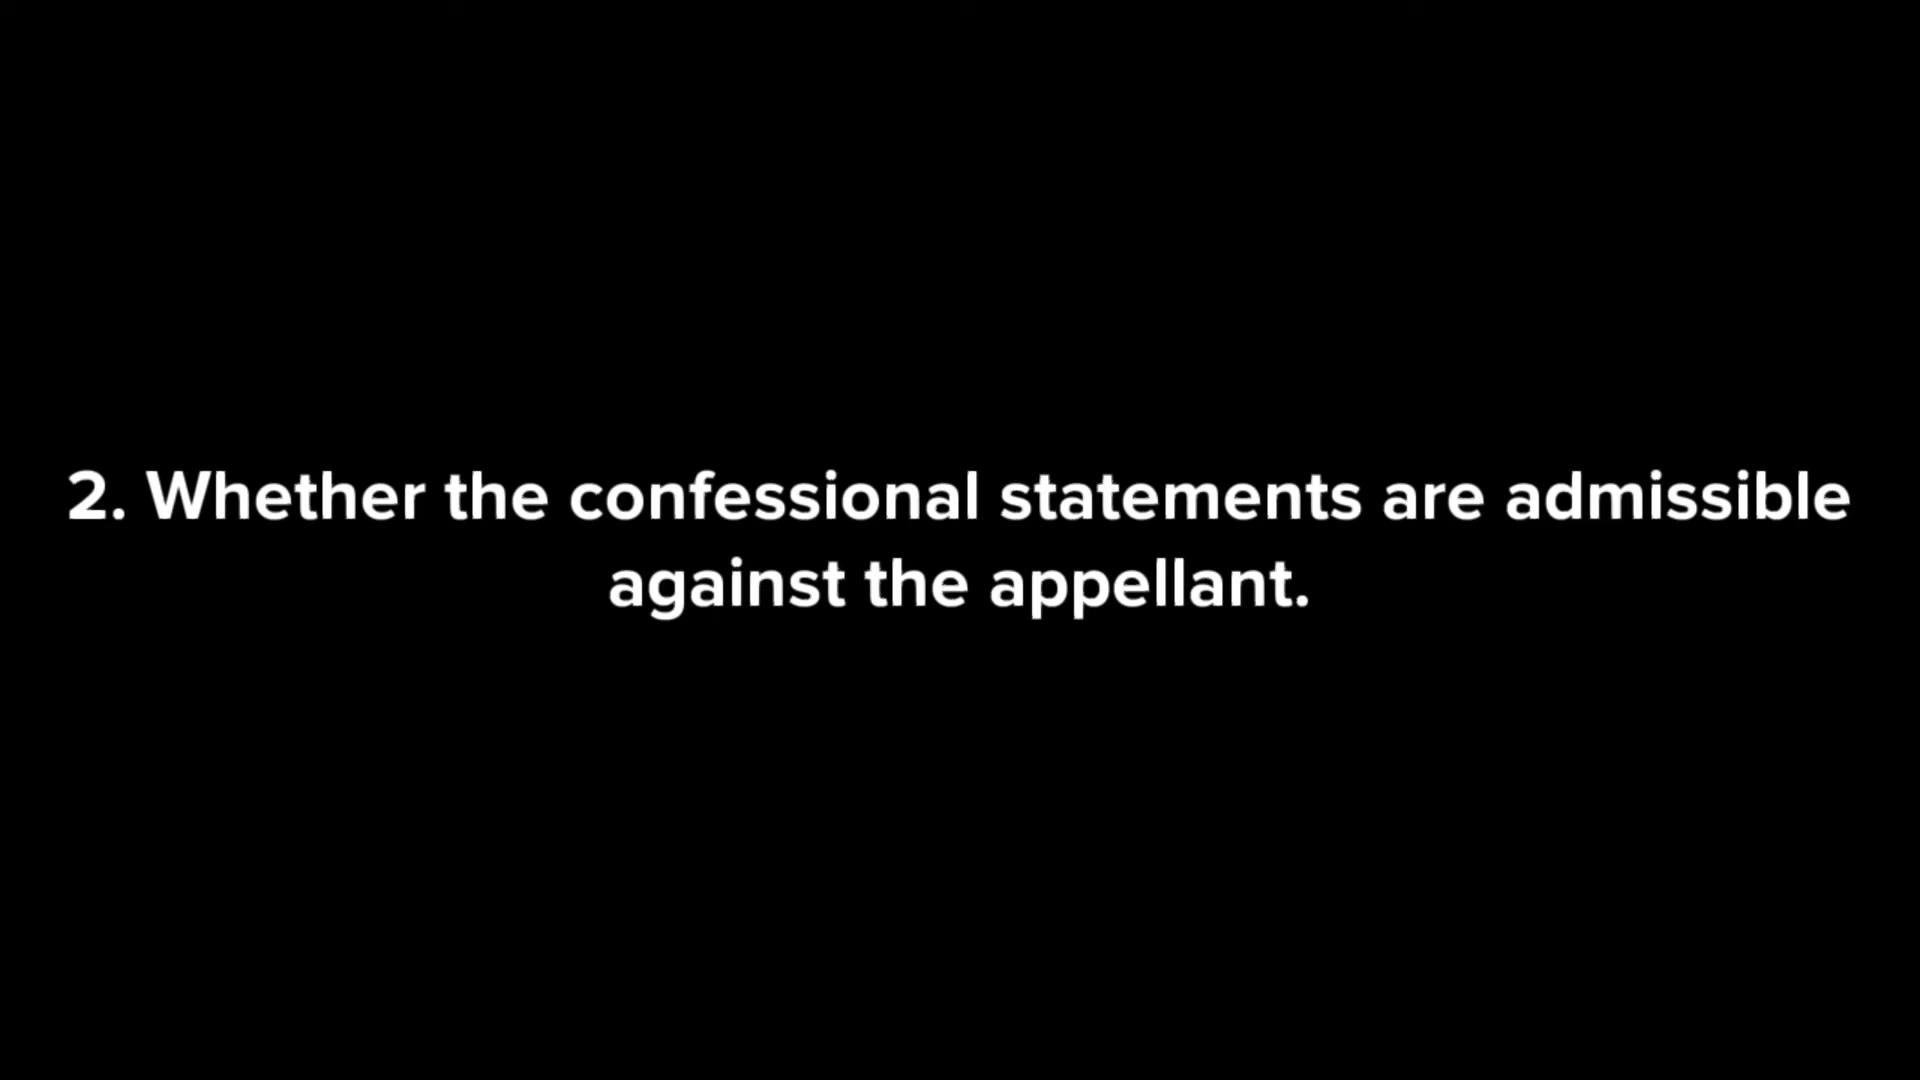 2. Whether the confessional statements are admissible
against the appellant.